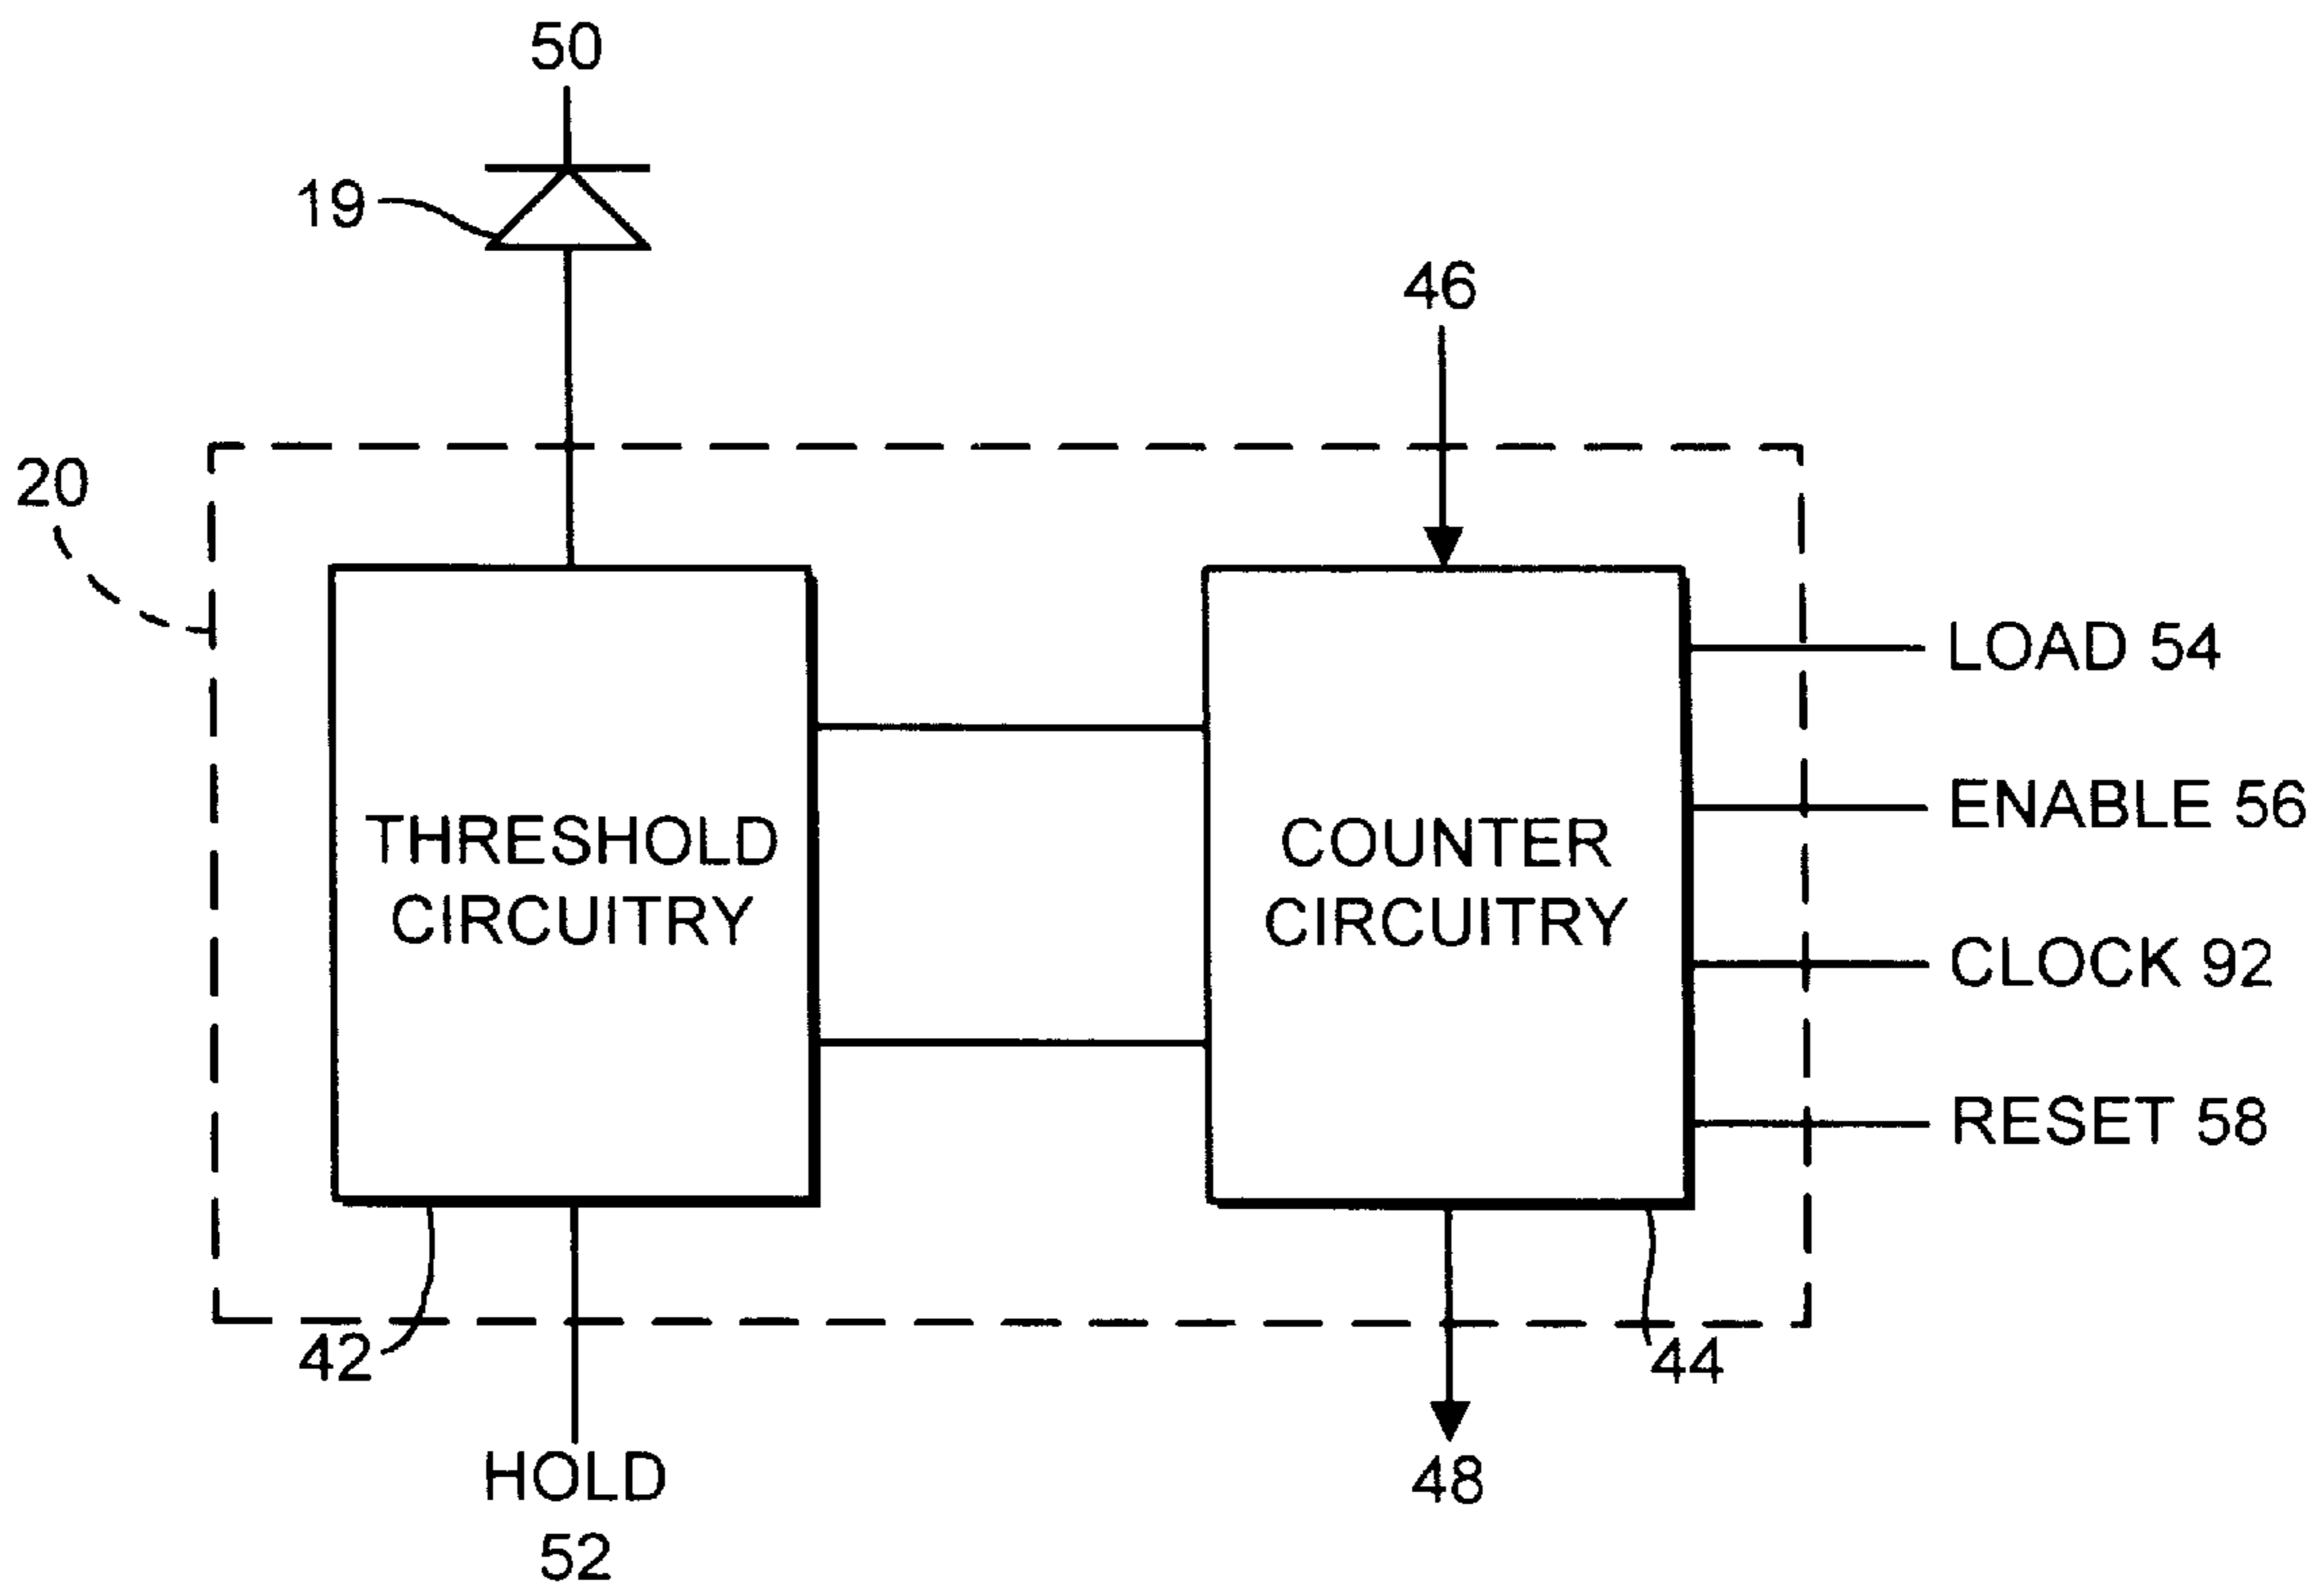 50
19
46
20
LOAD 54
ENABLE 56
THRESHOLD
CIRCUITRY
COUNTER
CIRCUITRY
CLOCK 92
RESET 58
42
44
HOLD
52
48